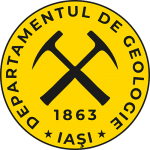 DEPARTAMENTUL DE GEOLOGIE
1863
* IAȘI *